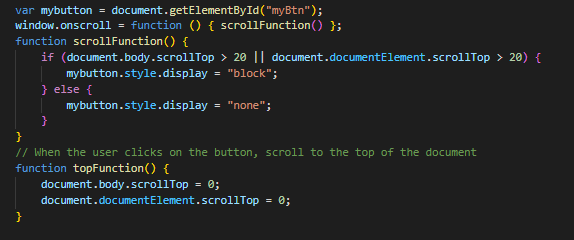 var mybutton = document.getElementById("myBtn");
window.onscroll = function () { scrollFunction() };
function scrollFunction() {
    if (document.body.scrollTop > 20 || document.documentElement.scrollTop > 20) {
        mybutton.style.display = "block";
    } else {
        mybutton.style.display = "none";
    }
}
// When the user clicks on the button, scroll to the top of the document
function topFunction() {
    document.body.scrollTop = 0;
    document.documentElement.scrollTop = 0;
}